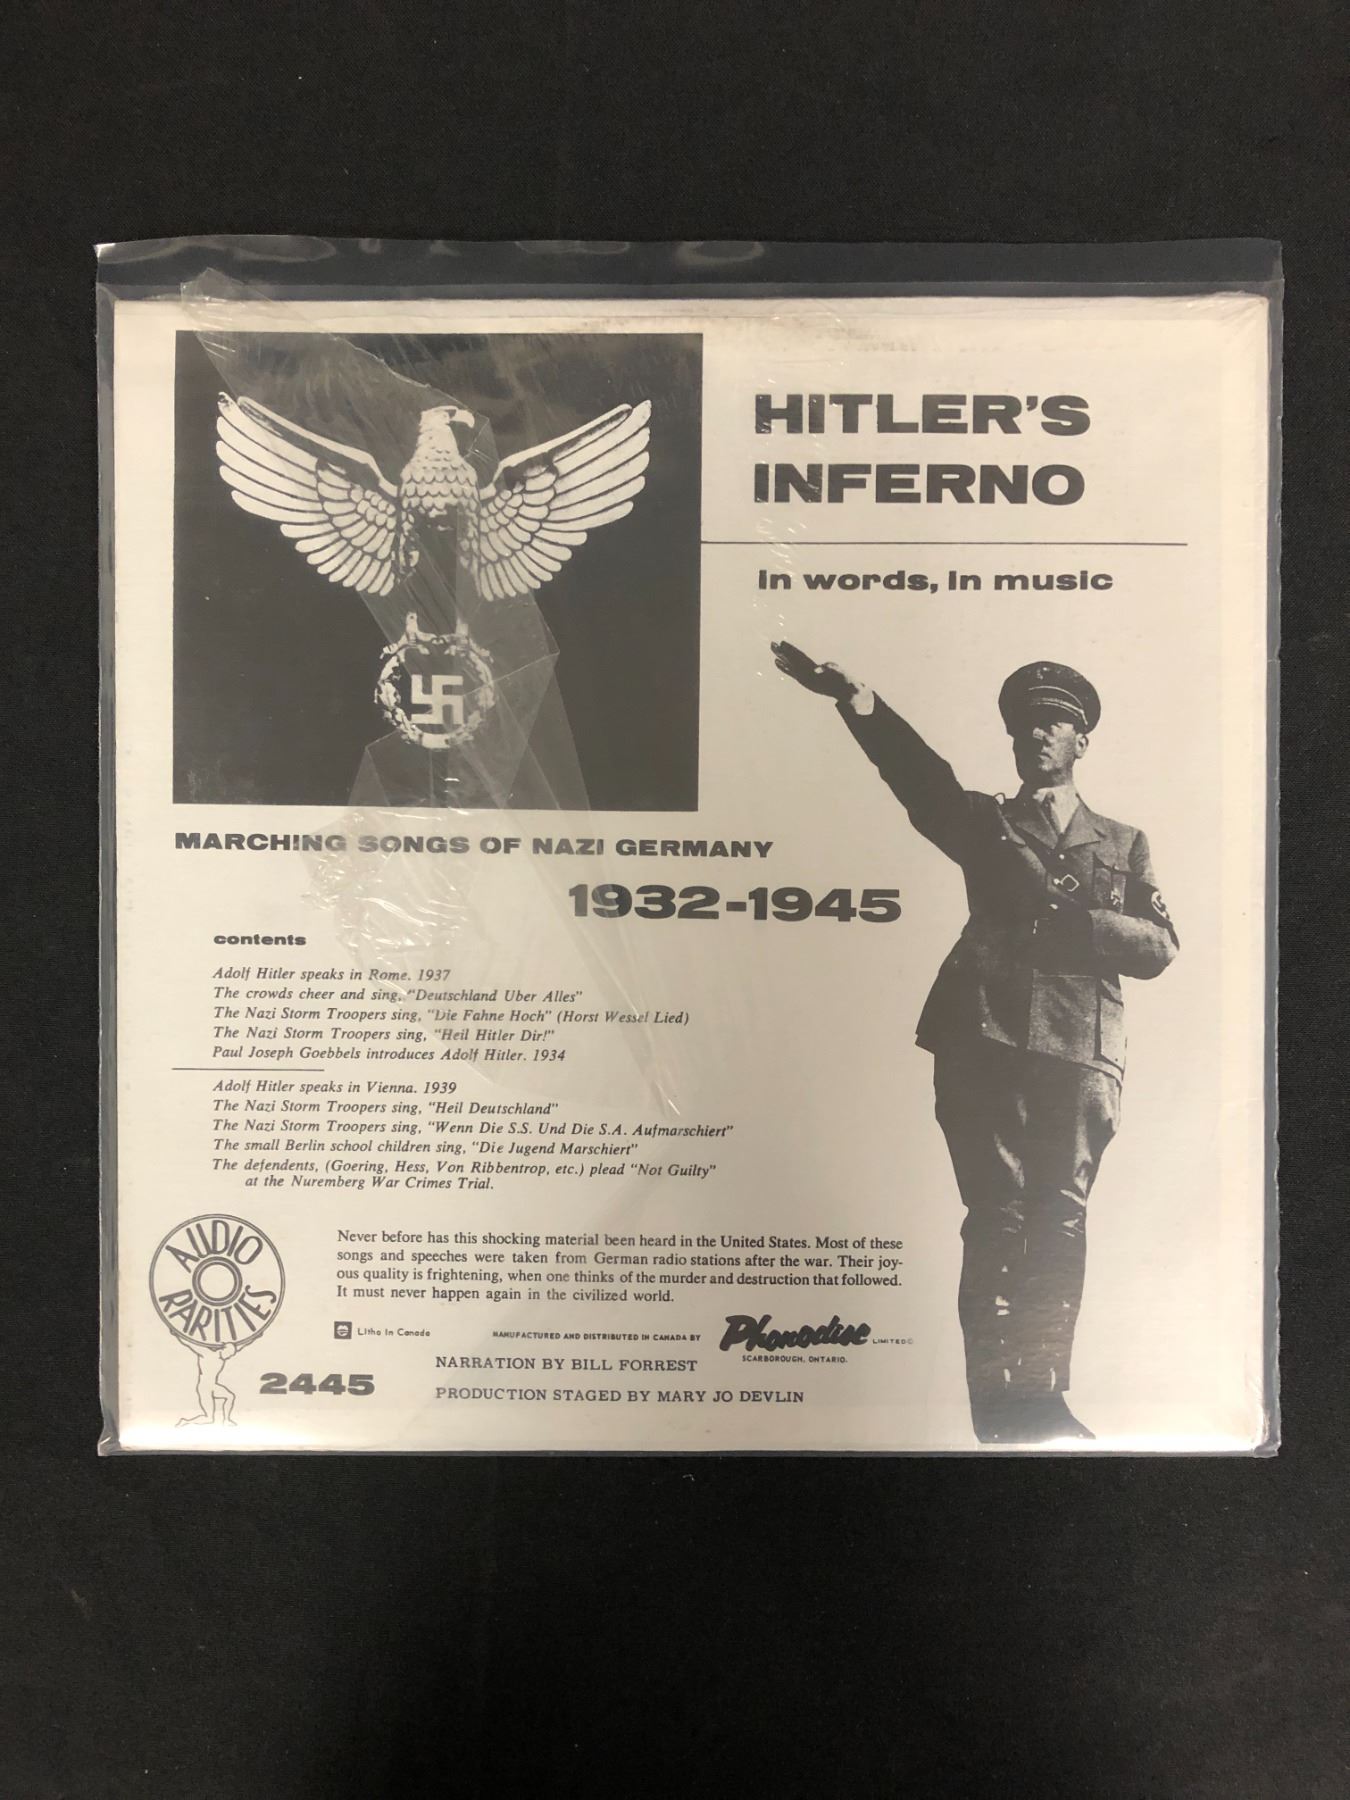 HITLER'S
INFERNO
in words, in music
MARCHING SONGS OF NAZI GERMANY
1932-1945
contents
Adolf Hitler speaks in Rome. 1937
The crowds cheer and sing, "Deutschland Uber Alles"
The Nazi Storm Troopers sing, "Die Fahne Hoch" (Horst Wessel Lied)
The Nazi Storm Troopers sing, "Heil Hitler Dir!"
Paul Joseph Goebbels introduces Adolf Hitler. 1934
Adolf Hitler speaks in Vienna. 1939
The Nazi Storm Troopers sing, "Heil Deutschland"
The Nazi Storm Troopers sing, "Wenn Die S.S. Und Die S.A. Aufmarschiert"
The small Berlin school children sing, "Die Jugend Marschiert"
The defendents, (Goering, Hess, Von Ribbentrop, etc.) plead "Not Guilty"
at the Nuremberg War Crimes Trial.
AUDIO
RARITIES
2445
Never before has this shocking material been heard in the United States. Most of these
songs and speeches were taken from German radio stations after the war. Their joy-
ous quality is frightening, when one thinks of the murder and destruction that followed.
It must never happen again in the civilized world.
Litho in Canada
MANUFACTURED AND DISTRIBUTED IN CANADA BY
Phonodisc LIMITED
SCARBOROUGH, ONTARIO.
NARRATION BY BILL FORREST
PRODUCTION STAGED BY MARY JO DEVLIN